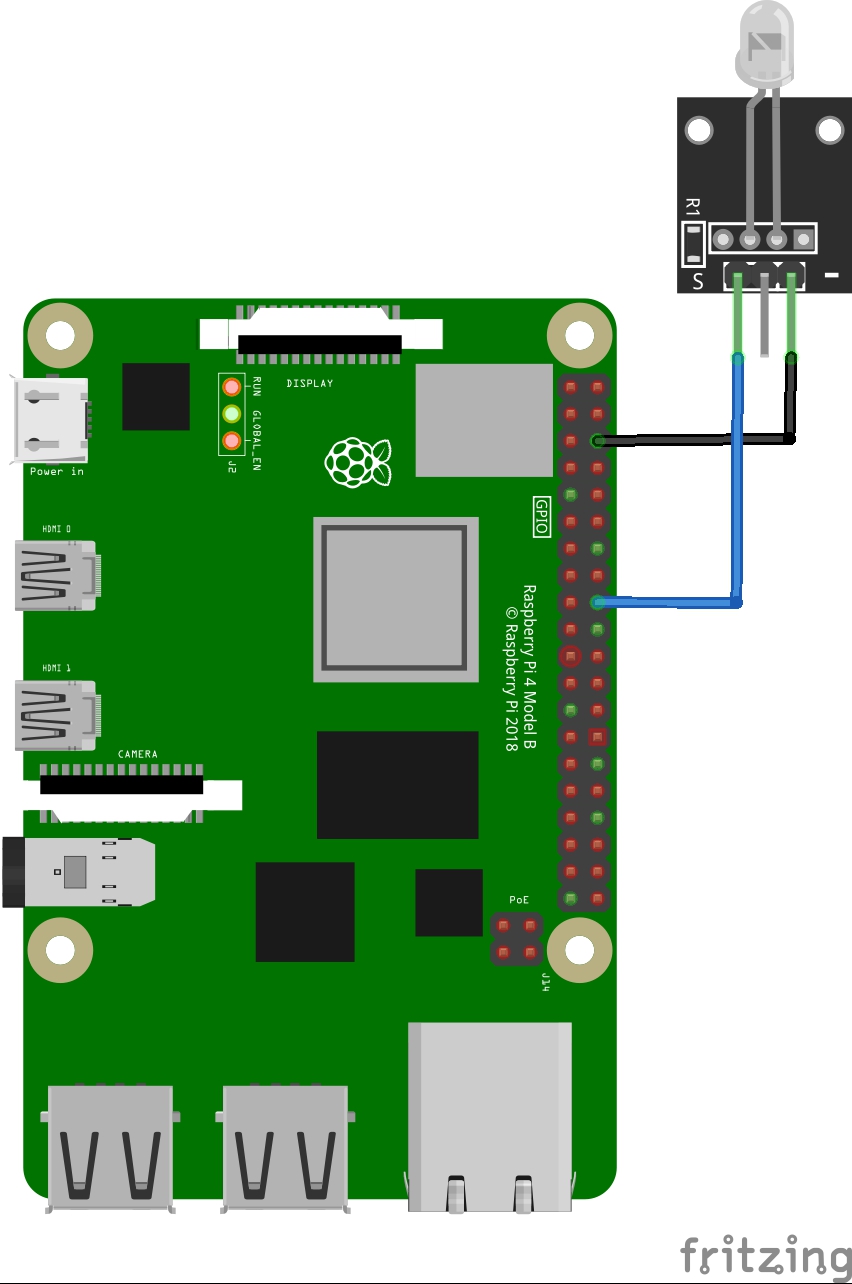 R1
S
-
DISPLAY
RUN
GLOBAL_EN
J2
Power in
GPIO
HDMI 0
Raspberry Pi 4 Model B
© Raspberry Pi 2018
HDMI 1
CAMERA
PoE
J14
fritzing